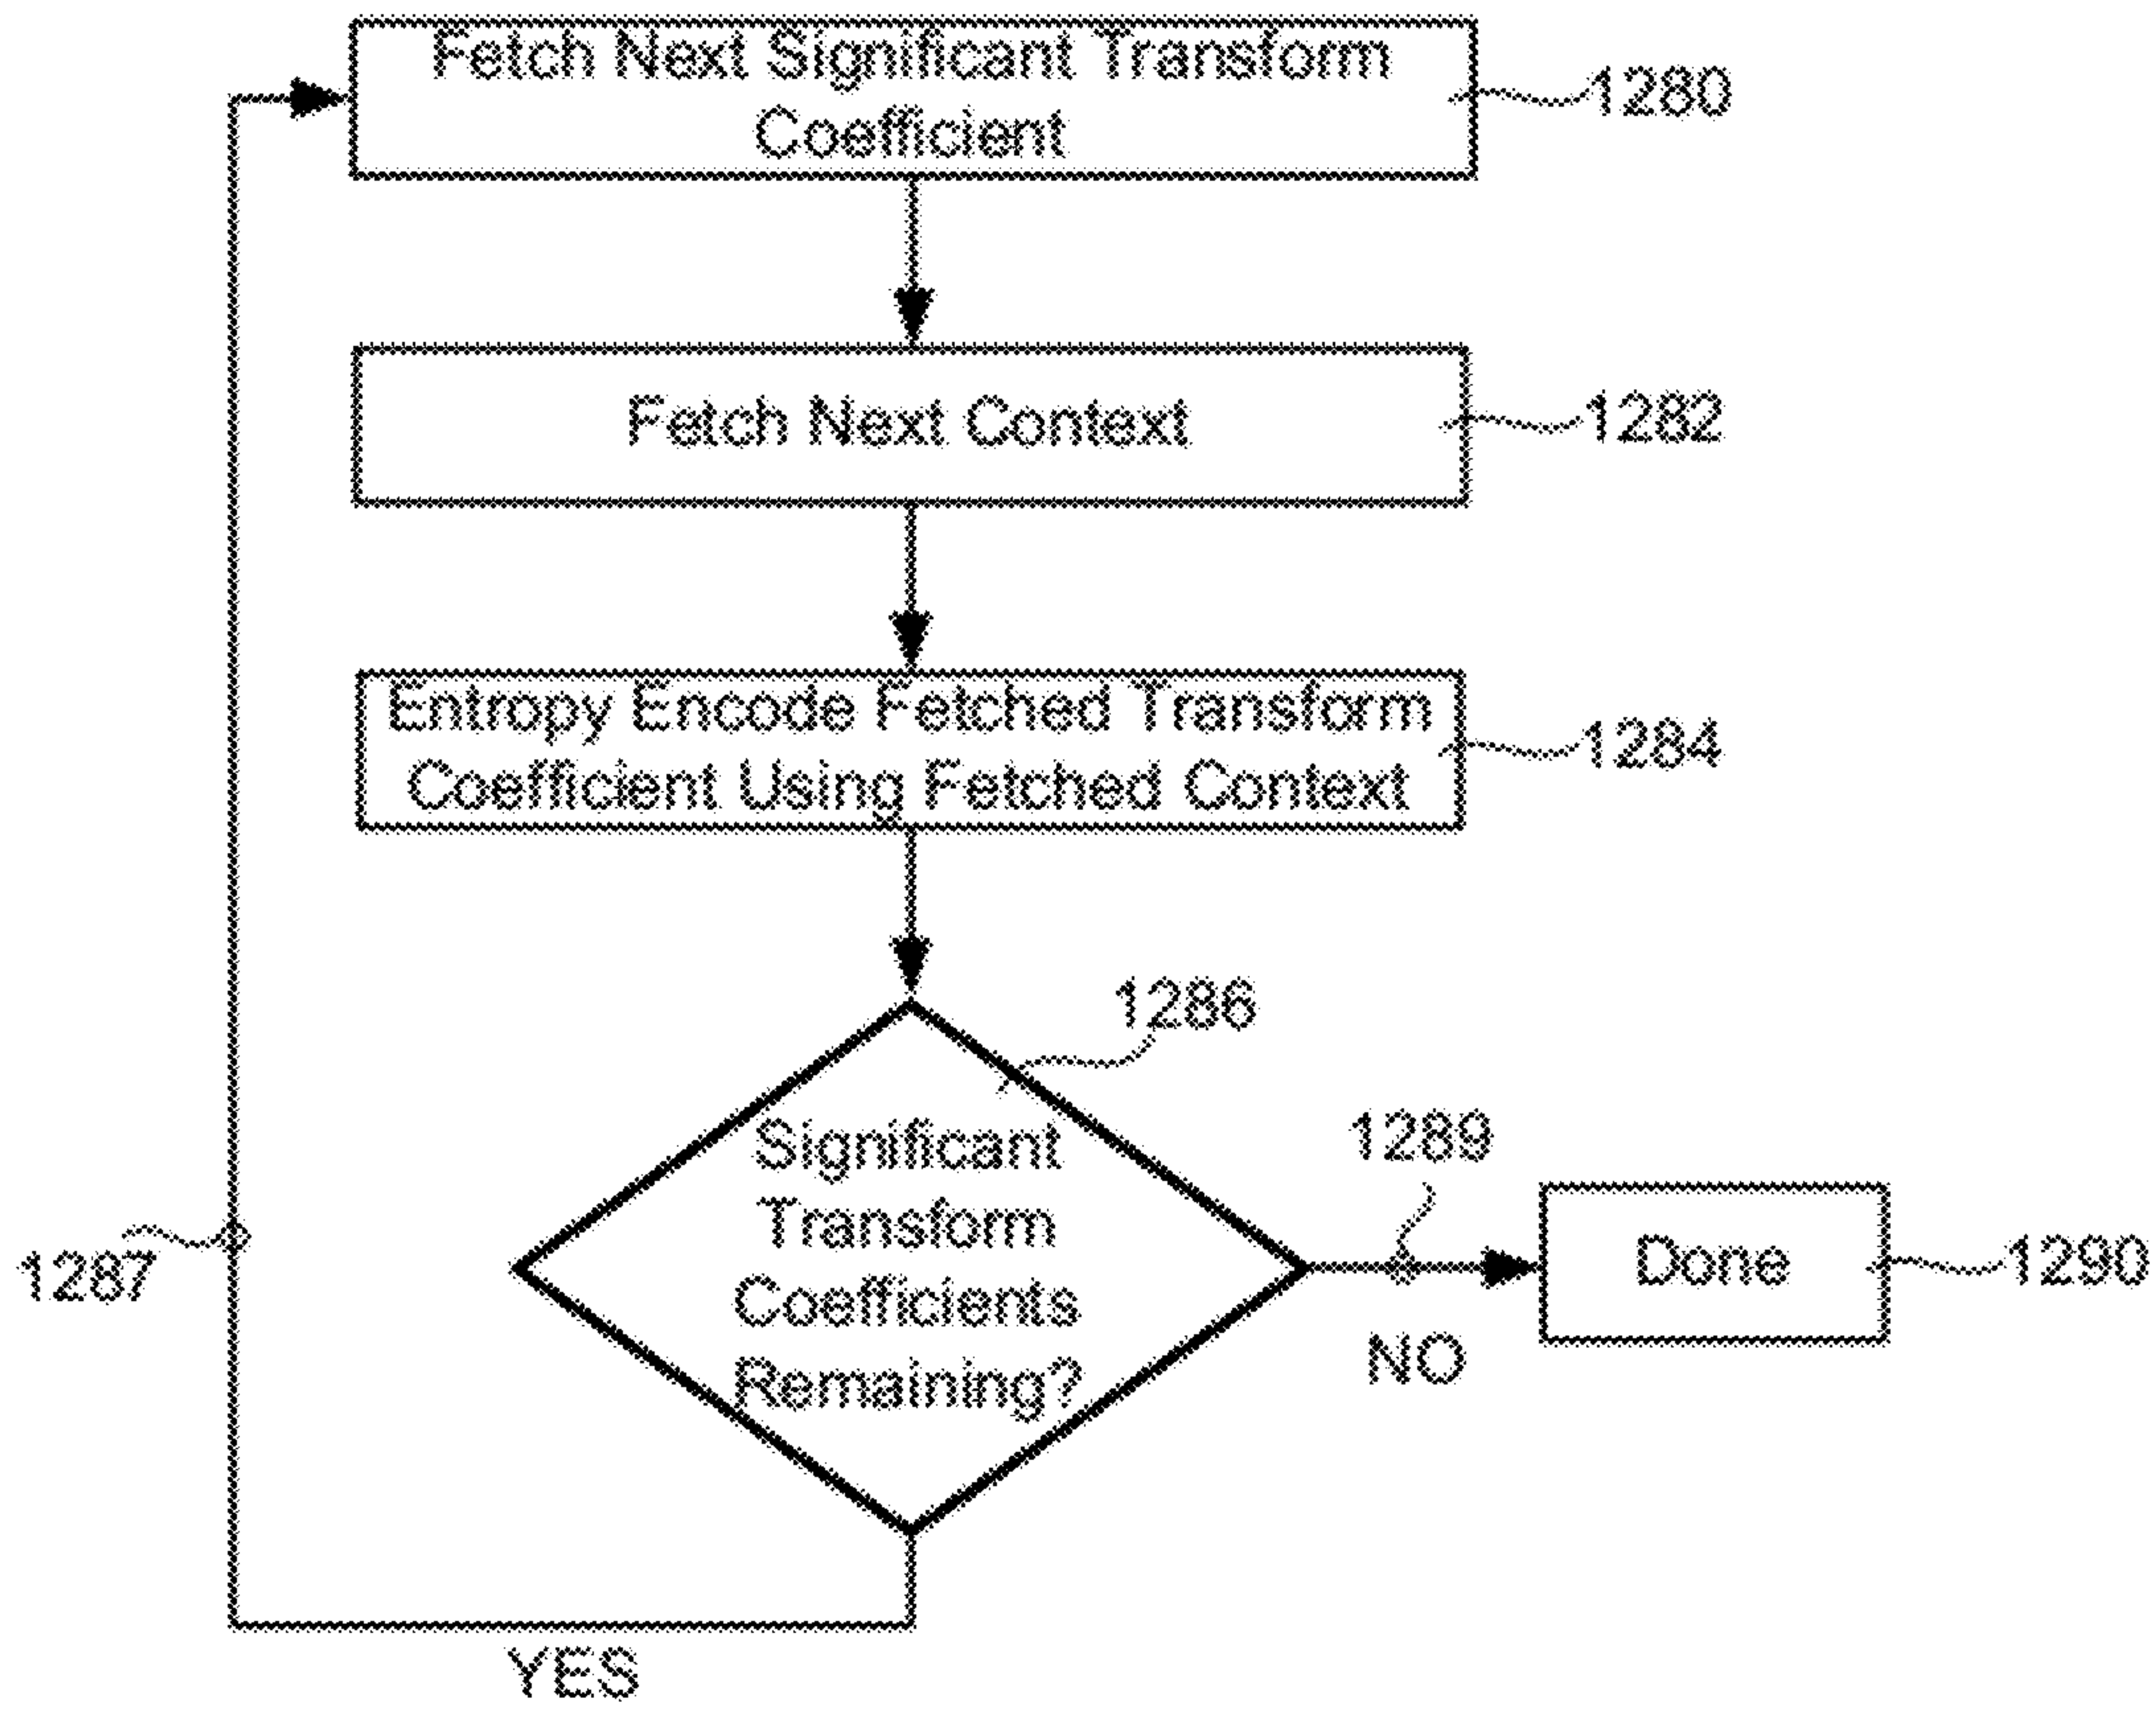 Fetch Next Significant Transform
Coefficient
1280
Fetch Next Context
1282
Entropy Encode Fetched Transform
Coefficient Using Fetched Context
1284
1286
Significant
Transform
Coefficients
Remaining?
1289
NO
Done
1290
1287
YES